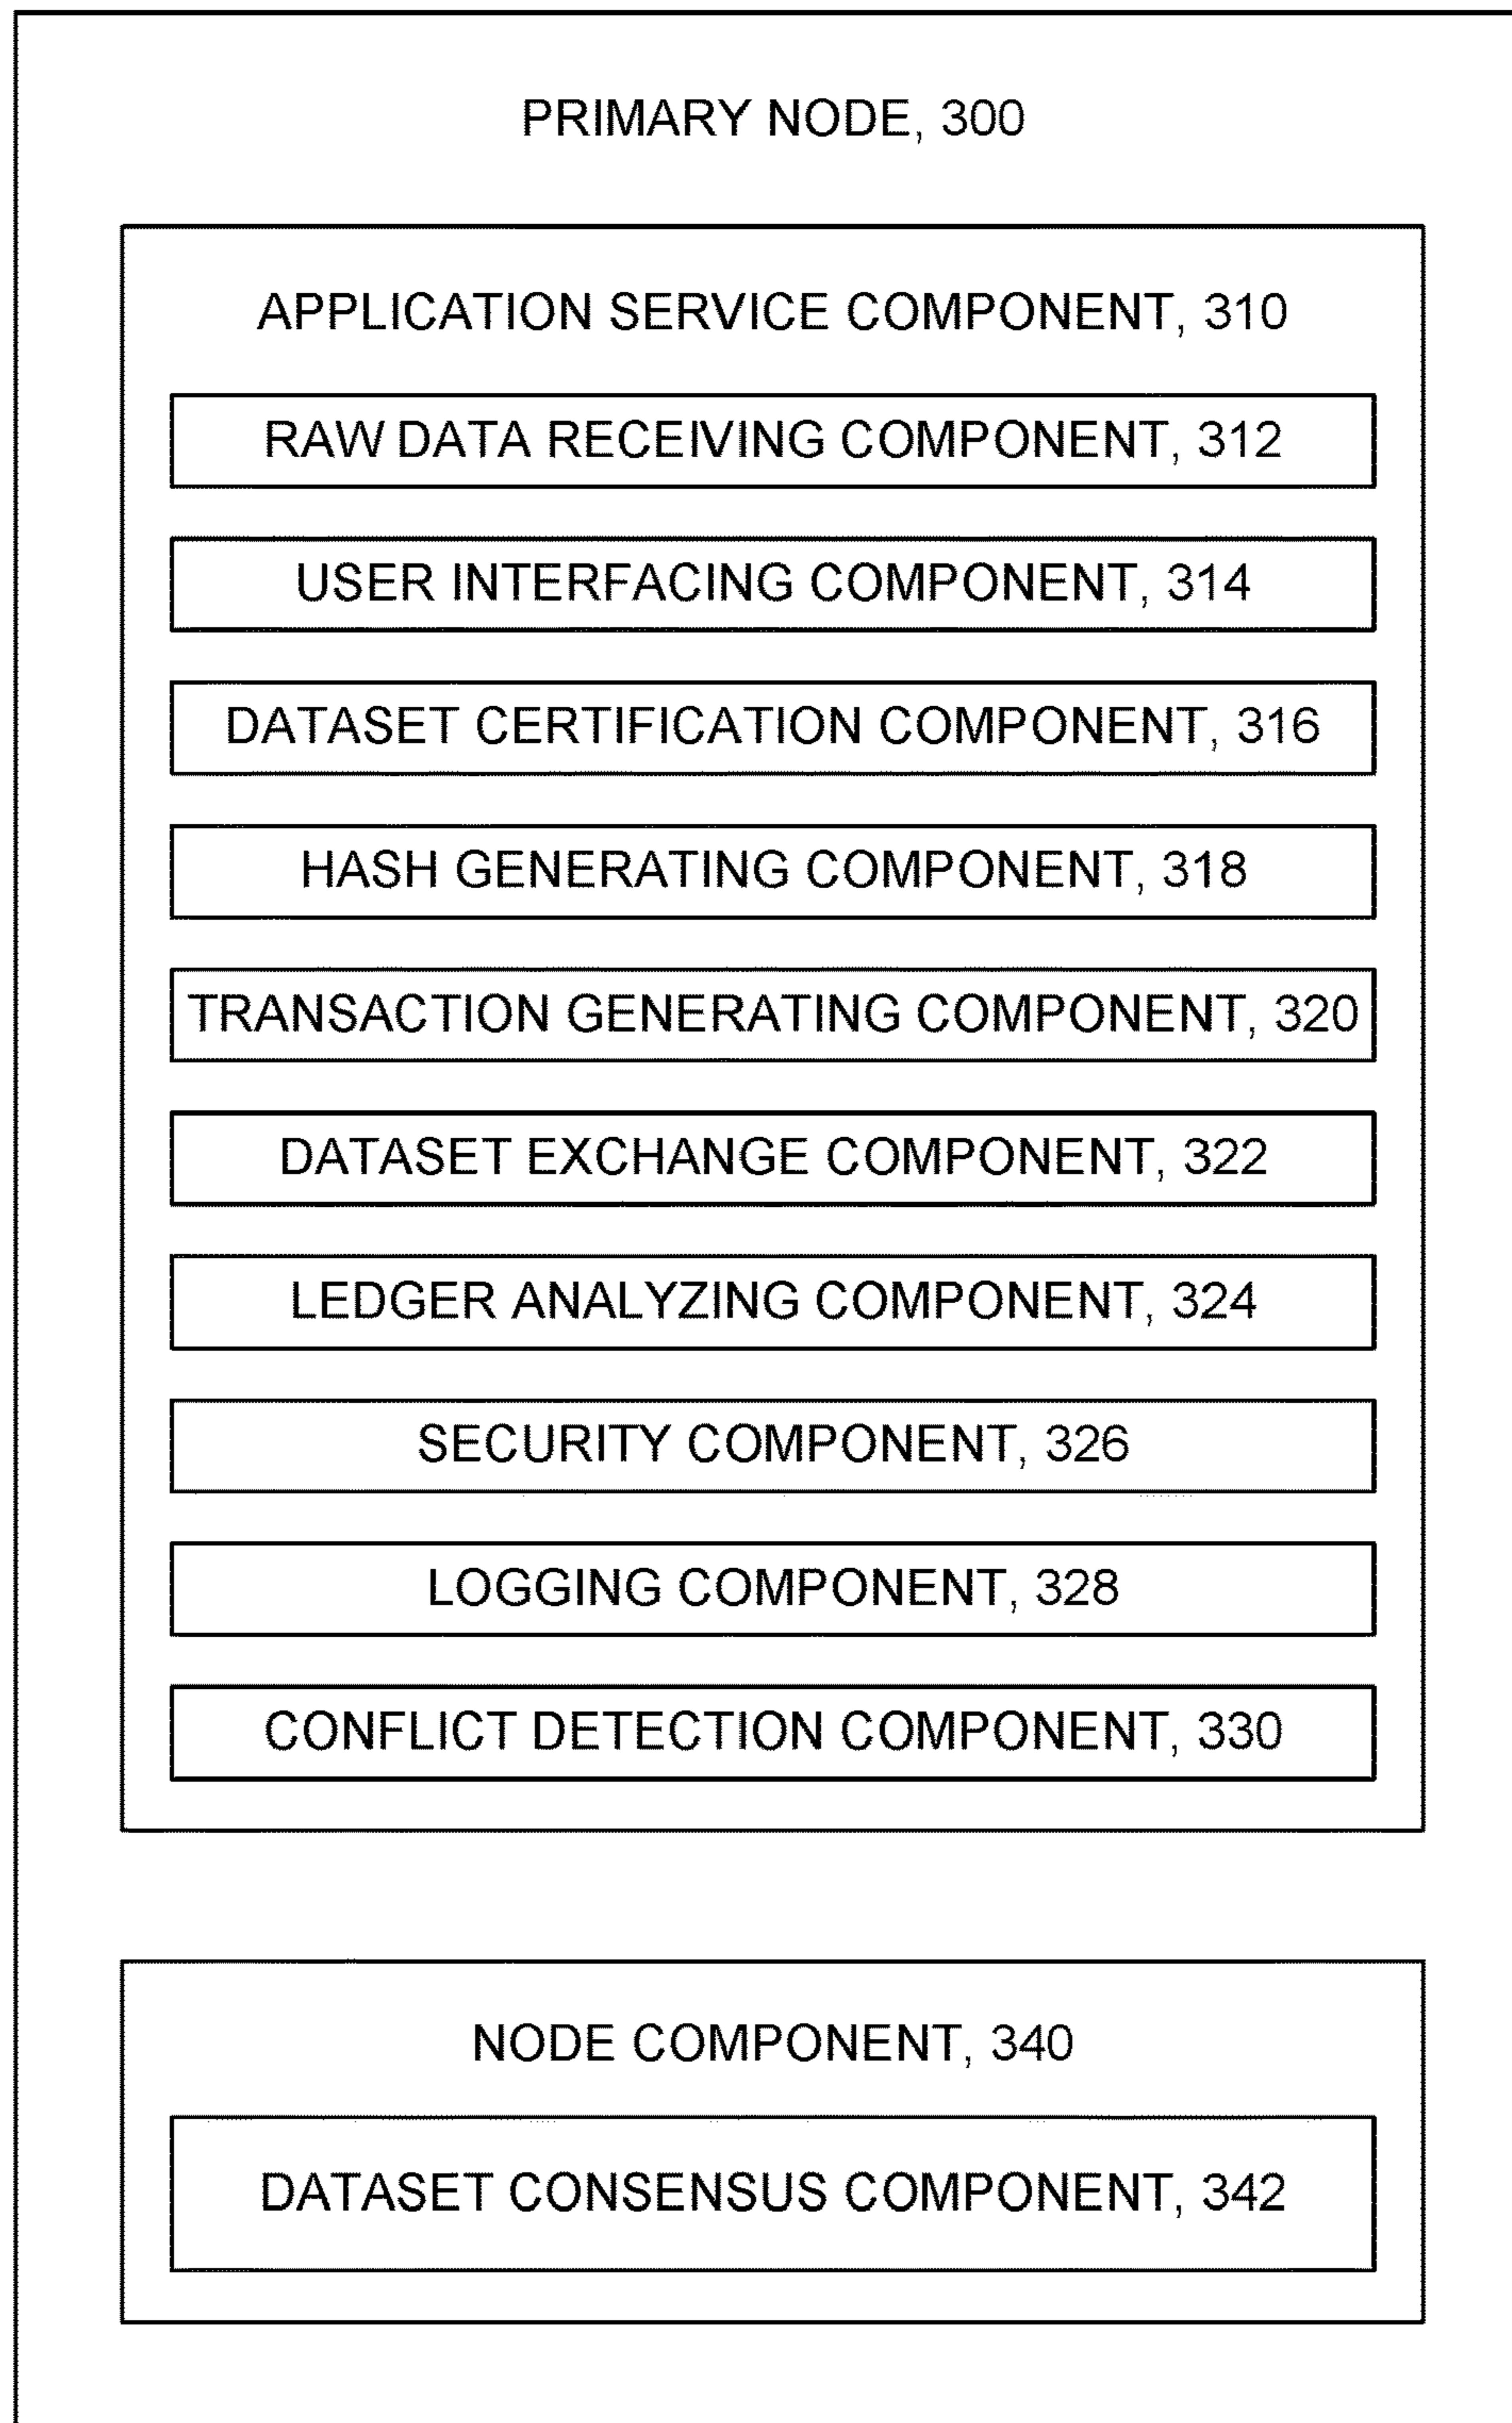 PRIMARY NODE, 300
APPLICATION SERVICE COMPONENT, 310
RAW DATA RECEIVING COMPONENT, 312
USER INTERFACING COMPONENT, 314
DATASET CERTIFICATION COMPONENT, 316
HASH GENERATING COMPONENT, 318
TRANSACTION GENERATING COMPONENT, 320
DATASET EXCHANGE COMPONENT, 322
LEDGER ANALYZING COMPONENT, 324
SECURITY COMPONENT, 326
LOGGING COMPONENT, 328
CONFLICT DETECTION COMPONENT, 330
NODE COMPONENT, 340
DATASET CONSENSUS COMPONENT, 342